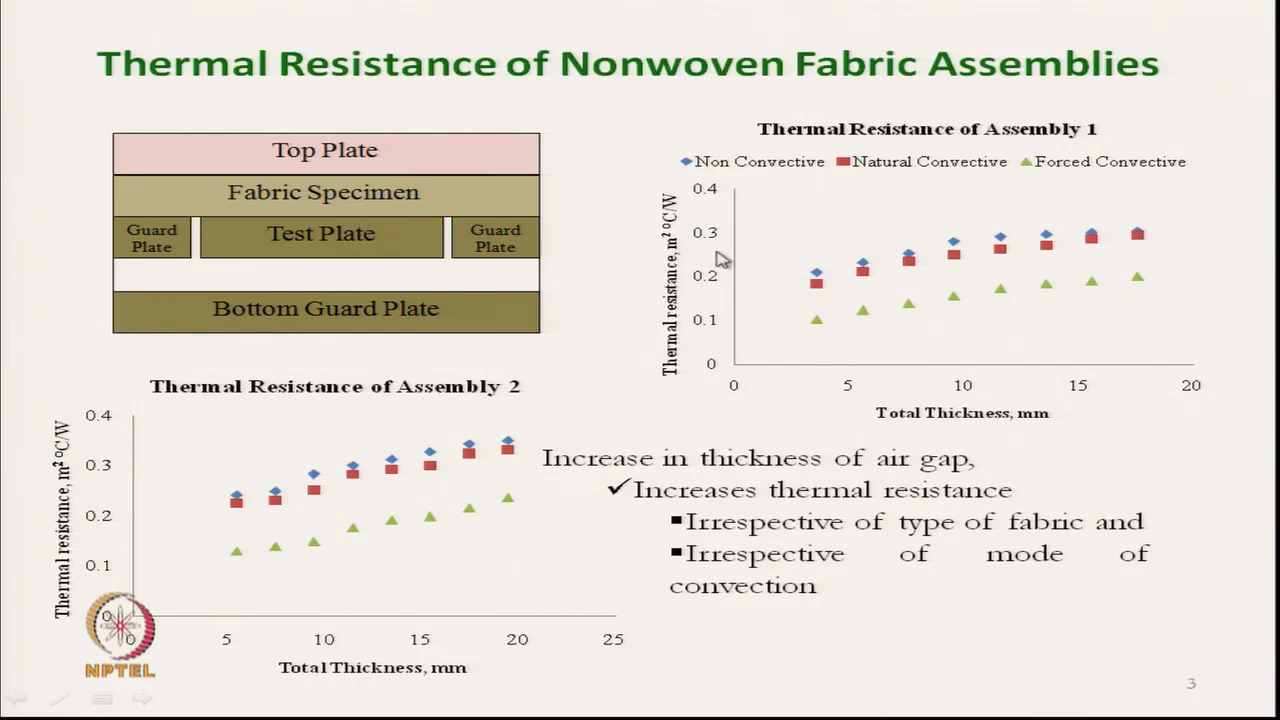 Thermal Resistance of Nonwoven Fabric Assemblies
Top Plate
Fabric Specimen
Guard
Plate
Test Plate
Guard
Plate
Bottom Guard Plate
Thermal Resistance of Assembly 1
Non Convective
Natural Convective
Forced Convective
Thermal resistance, m² °C/W
0.4
0.3
0.2
0.1
0
0
5
10
15
20
Total Thickness, mm
Thermal Resistance of Assembly 2
Thermal resistance, m² °C/W
0.4
0.3
0.2
0.1
0
0
5
10
15
20
25
Total Thickness, mm
Increase in thickness of air gap,
✓Increases thermal resistance
▪Irrespective of type of fabric and
▪Irrespective of mode of
convection
NPTEL
3